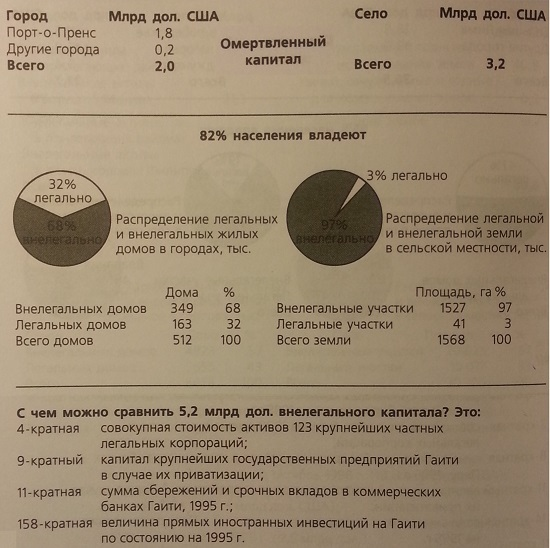 Город Млрд дол. США Село Млрд дол. США
Порт-о-Пренс 1,8
Другие города 0,2 Омертвленный
Всего 2,0 капитал Всего 3,2
82% населения владеют
32%
легально
68%
внелегально
Распределение легальных
и внелегальных жилых
домов в городах, тыс.
3% легально
97%
внелегально
Распределение легальной
и внелегальной земли
в сельской местности, тыс.
Дома %
Внелегальных домов 349 68
Легальных домов 163 32
Всего домов 512 100
Площадь, га %
Внелегальные участки 1527 97
Легальные участки 41 3
Всего земли 1568 100
С чем можно сравнить 5,2 млрд дол. внелегального капитала? Это:
4-кратная совокупная стоимость активов 123 крупнейших частных
легальных корпораций;
9-кратный капитал крупнейших государственных предприятий Гаити
в случае их приватизации;
11-кратная сумма сбережений и срочных вкладов в коммерческих
банках Гаити, 1995 г.;
158-кратная величина прямых иностранных инвестиций на Гаити
по состоянию на 1995 г.